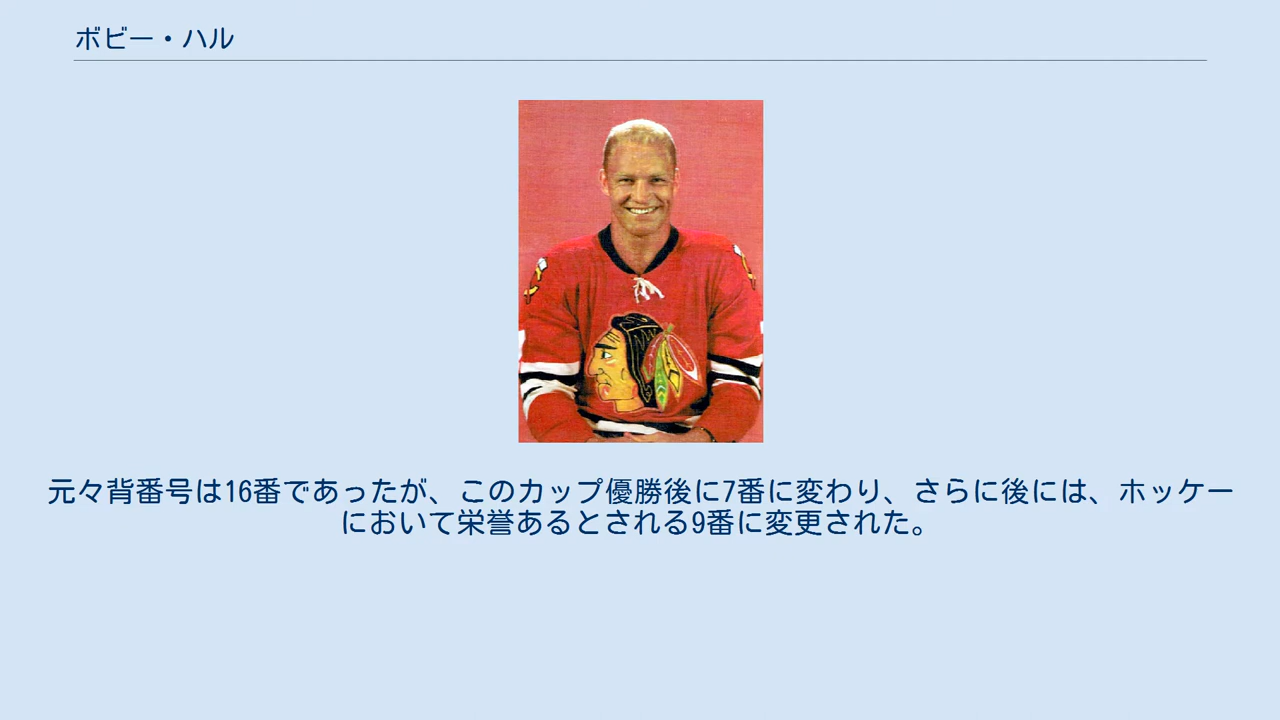 ボビー・ハル
元々背番号は16番であったが、このカップ優勝後に7番に変わり、さらに後には、ホッケー
において栄誉あるとされる9番に変更された。